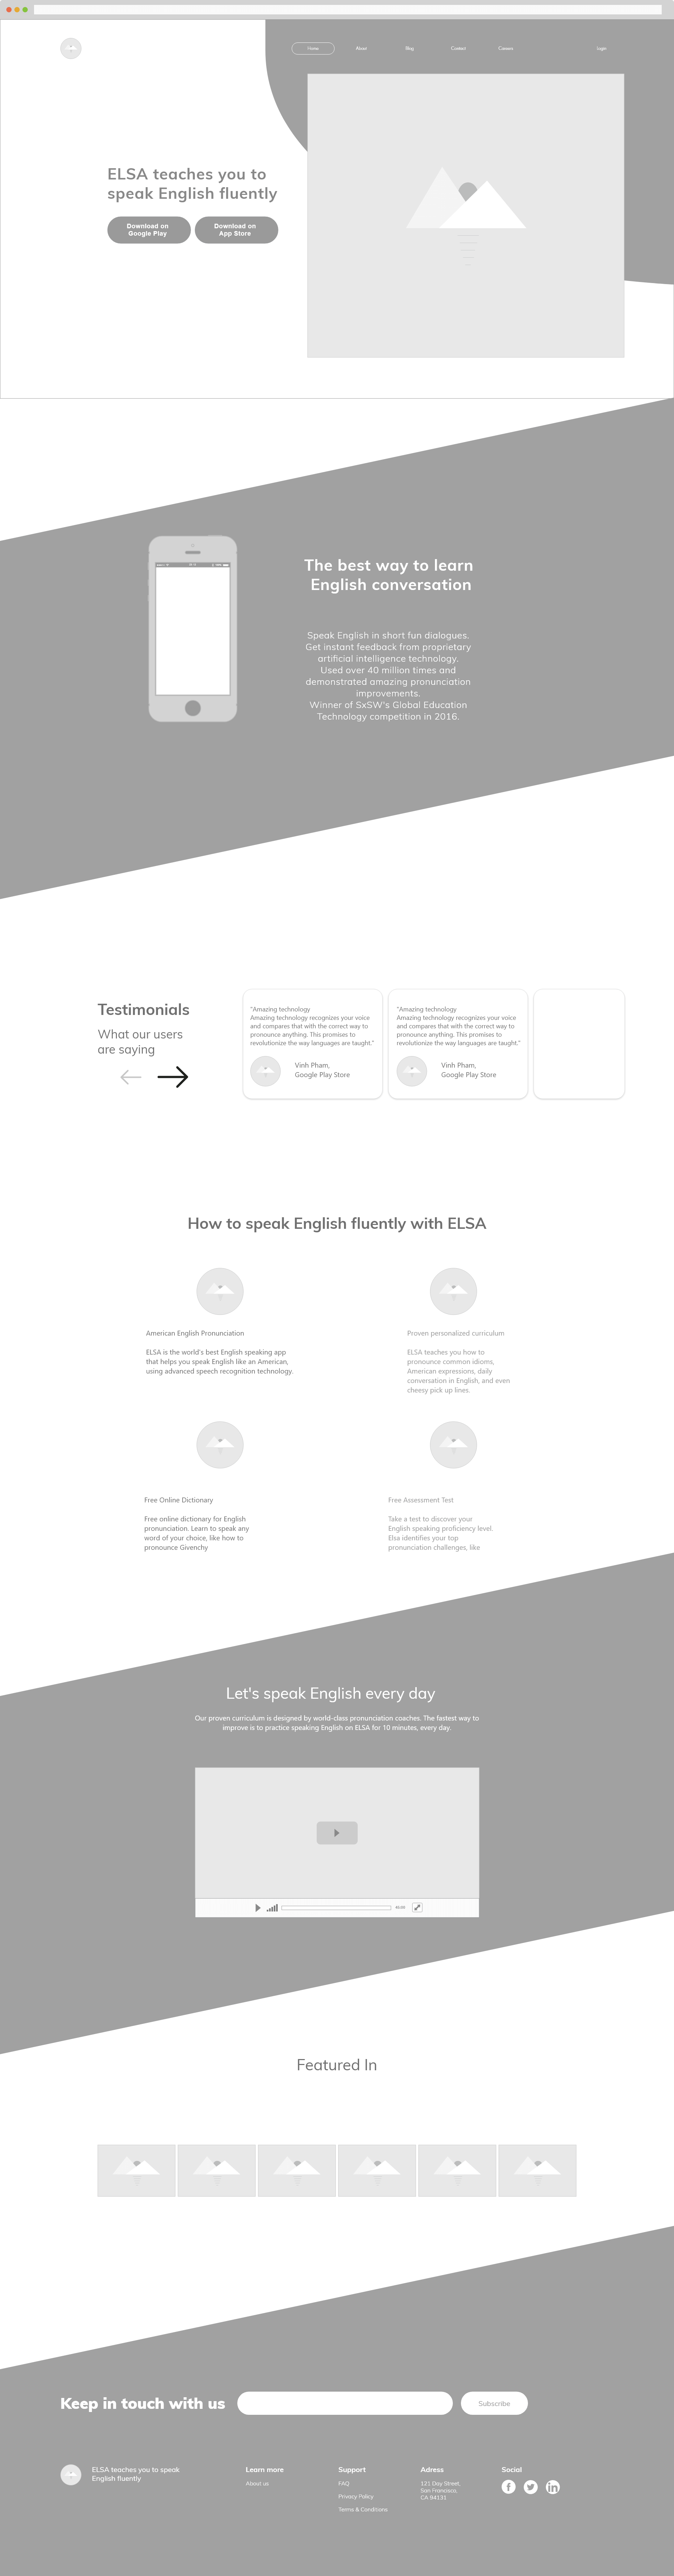 Home About Blog Contact Careers Login
ELSA teaches you to
speak English fluently
Download on
Google Play
Download on
App Store
The best way to learn
English conversation
Speak English in short fun dialogues.
Get instant feedback from proprietary
artificial intelligence technology.
Used over 40 million times and
demonstrated amazing pronunciation
improvements.
Winner of SxSW's Global Education
Technology competition in 2016.
Testimonials
What our users
are saying
"Amazing technology
Amazing technology recognizes your voice
and compares that with the correct way to
pronounce anything. This promises to
revolutionize the way languages are taught."
Vinh Pham,
Google Play Store
"Amazing technology
Amazing technology recognizes your voice
and compares that with the correct way to
pronounce anything. This promises to
revolutionize the way languages are taught."
Vinh Pham,
Google Play Store
How to speak English fluently with ELSA
American English Pronunciation
ELSA is the world's best English speaking app
that helps you speak English like an American,
using advanced speech recognition technology.
Proven personalized curriculum
ELSA teaches you how to
pronounce common idioms,
American expressions, daily
conversation in English, and even
cheesy pick up lines.
Free Online Dictionary
Free online dictionary for English
pronunciation. Learn to speak any
word of your choice, like how to
pronounce Givenchy
Free Assessment Test
Take a test to discover your
English speaking proficiency level.
Elsa identifies your top
pronunciation challenges, like
Let's speak English every day
Our proven curriculum is designed by world-class pronunciation coaches. The fastest way to
improve is to practice speaking English on ELSA for 10 minutes, every day.
Featured In
Keep in touch with us
Subscribe
ELSA teaches you to speak
English fluently
Learn more
About us
Support
FAQ
Privacy Policy
Terms & Conditions
Adress
121 Day Street,
San Francisco,
CA 94131
Social